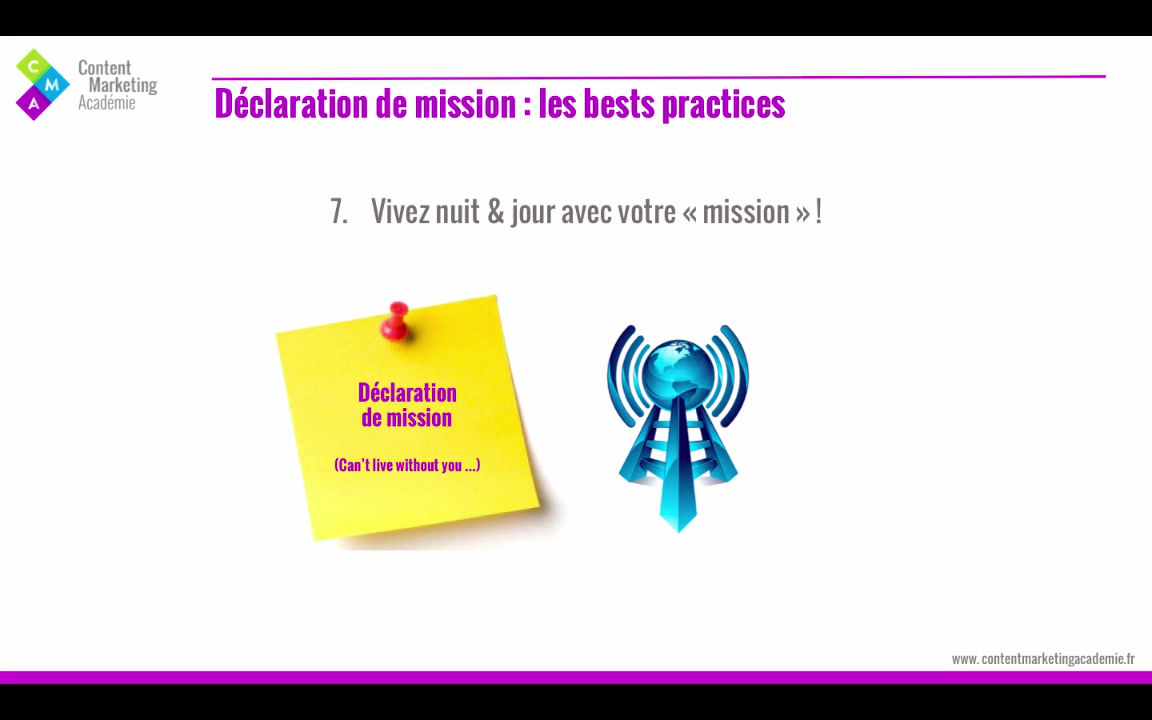 C
M
A
Content
Marketing
Académie
Déclaration de mission : les bests practices
7. Vivez nuit & jour avec votre « mission » !
Déclaration
de mission
(Can't live without you ...)
www. contentmarketingacademie.fr